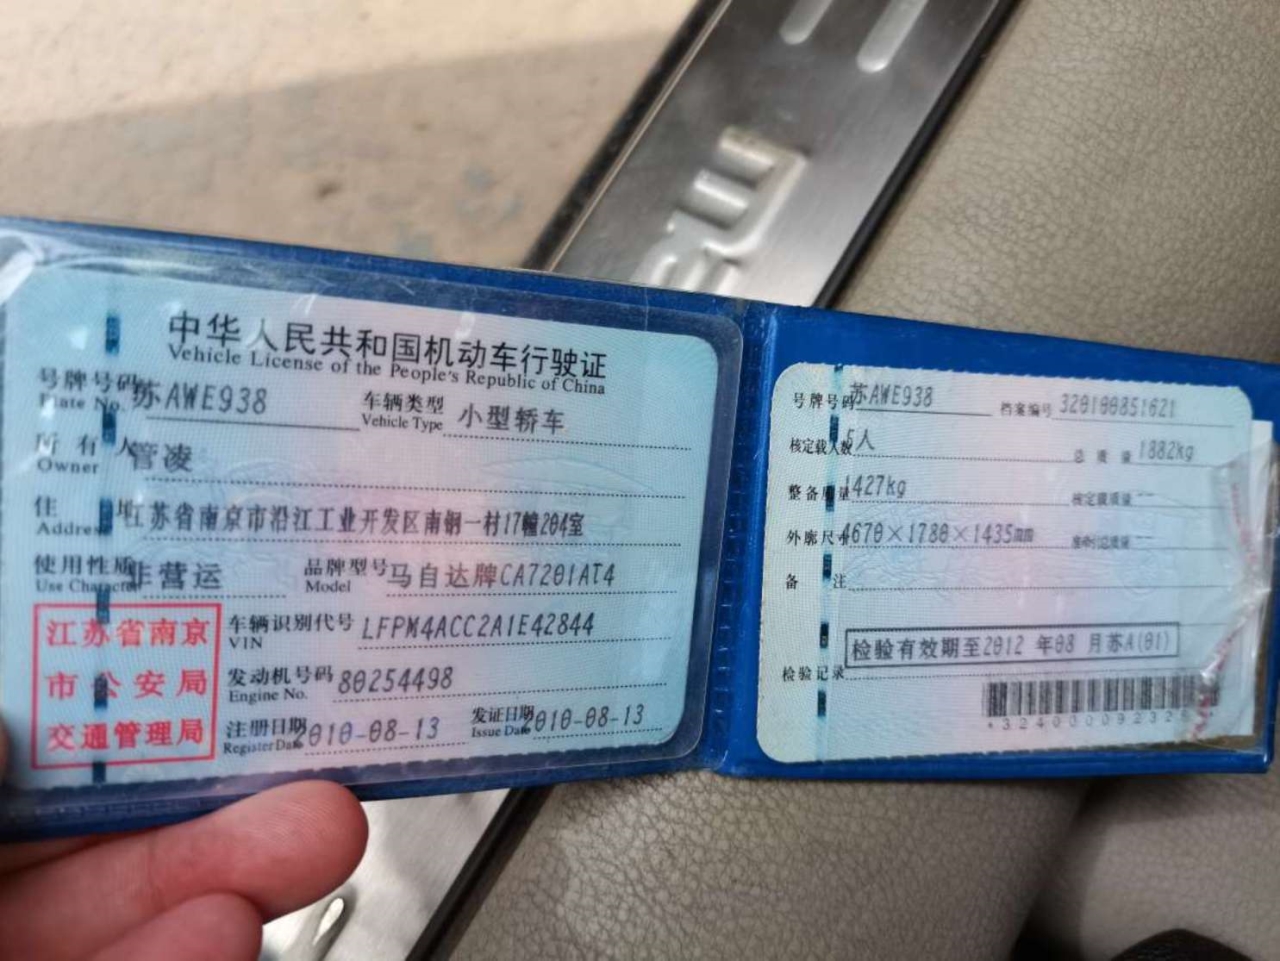 中华人民共和国机动车行驶证
Vehicle License of the People's Republic of China
号牌号码 苏AWE938 车辆类型 小型轿车
Plate No. Vehicle Type
所有人 管凌
Owner
住 址 江苏省南京市沿江工业开发区南钢一村17幢204室
Address
使用性质 非营运 品牌型号 马自达牌CA7201AT4
Use Character Model
江苏省南京
市公安局
交通管理局
车辆识别代号 LFPM4ACC2A1E42844
VIN
发动机号码 80254498
Engine No.
注册日期 2010-08-13 发证日期 2010-08-13
Register Date Issue Date
号牌号码 苏AWE938 档案编号 320100851621
核定载人数 5人 总质量 1882kg
整备质量 1427kg 核定载质量 --
外廓尺寸 4670×1780×1435mm 准牵引总质量 --
备 注
检验记录 检验有效期至2012 年08 月苏A(01)